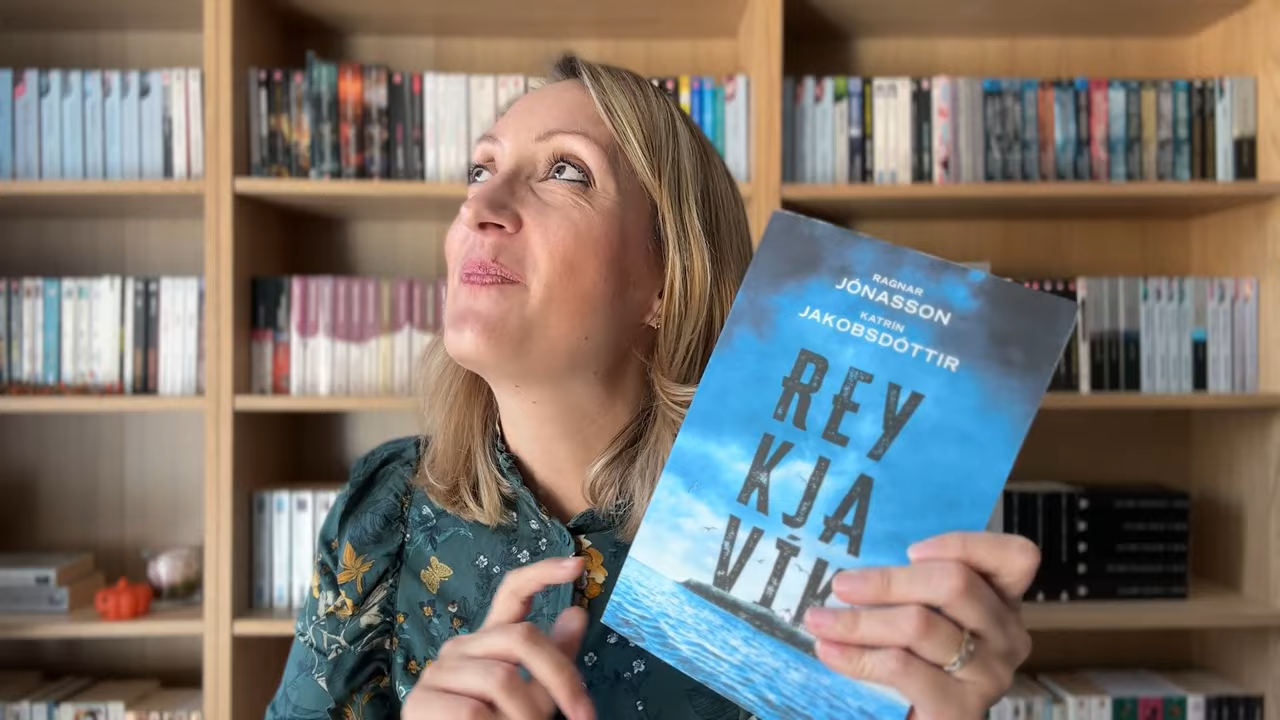 RAGNAR
JÓNASSON
KATRÍN
JAKOBSDÓTTIR
REY
KJA
VÍK